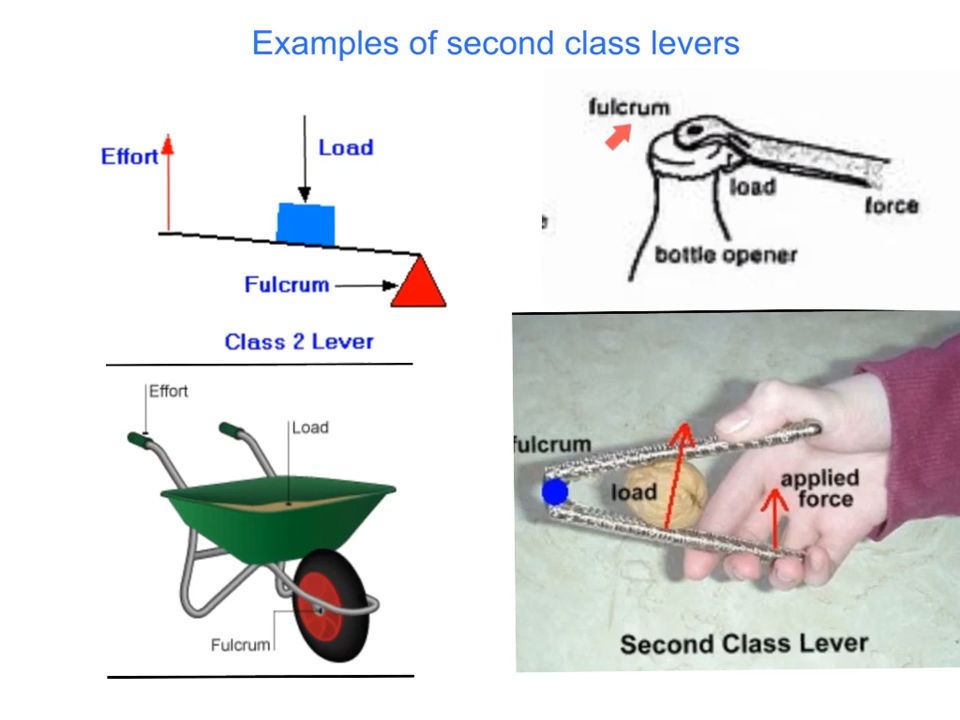 Examples of second class levers
Effort
Load
Fulcrum
Class 2 Lever
fulcrum
load
force
bottle opener
Effort
Load
Fulcrum
fulcrum
load
applied
force
Second Class Lever